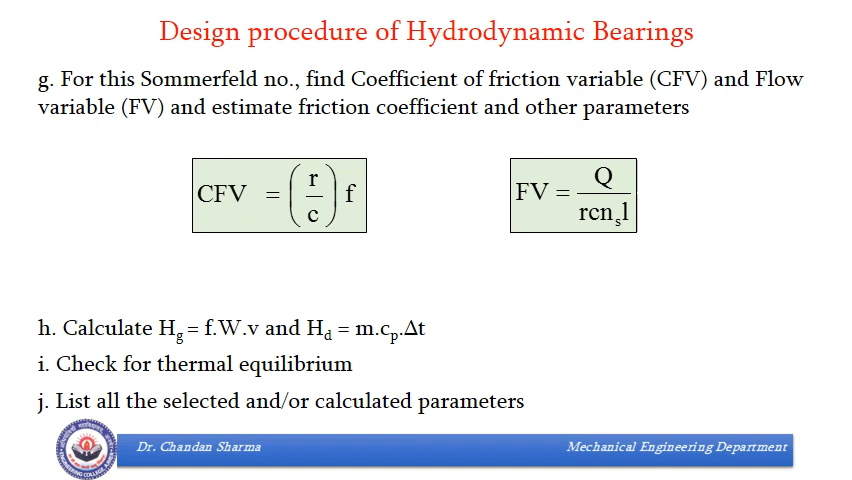 Design procedure of Hydrodynamic Bearings
g. For this Sommerfeld no., find Coefficient of friction variable (CFV) and Flow
variable (FV) and estimate friction coefficient and other parameters
CFV = (r/c) f
FV = Q/rcnₛl
h. Calculate H_g = f.W.v and H_d = m.c_p.Δt
i. Check for thermal equilibrium
j. List all the selected and/or calculated parameters
Dr. Chandan Sharma
Mechanical Engineering Department